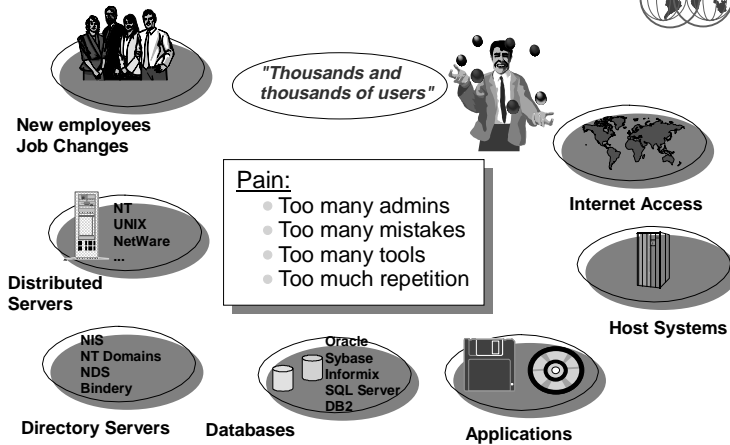 "Thousands and
thousands of users"
New employees
Job Changes
Internet Access
Pain:
Too many admins
Too many mistakes
Too many tools
Too much repetition
NT
UNIX
NetWare
...
Distributed
Servers
Host Systems
NIS
NT Domains
NDS
Bindery
Directory Servers
Oracle
Sybase
Informix
SQL Server
DB2
Databases
Applications